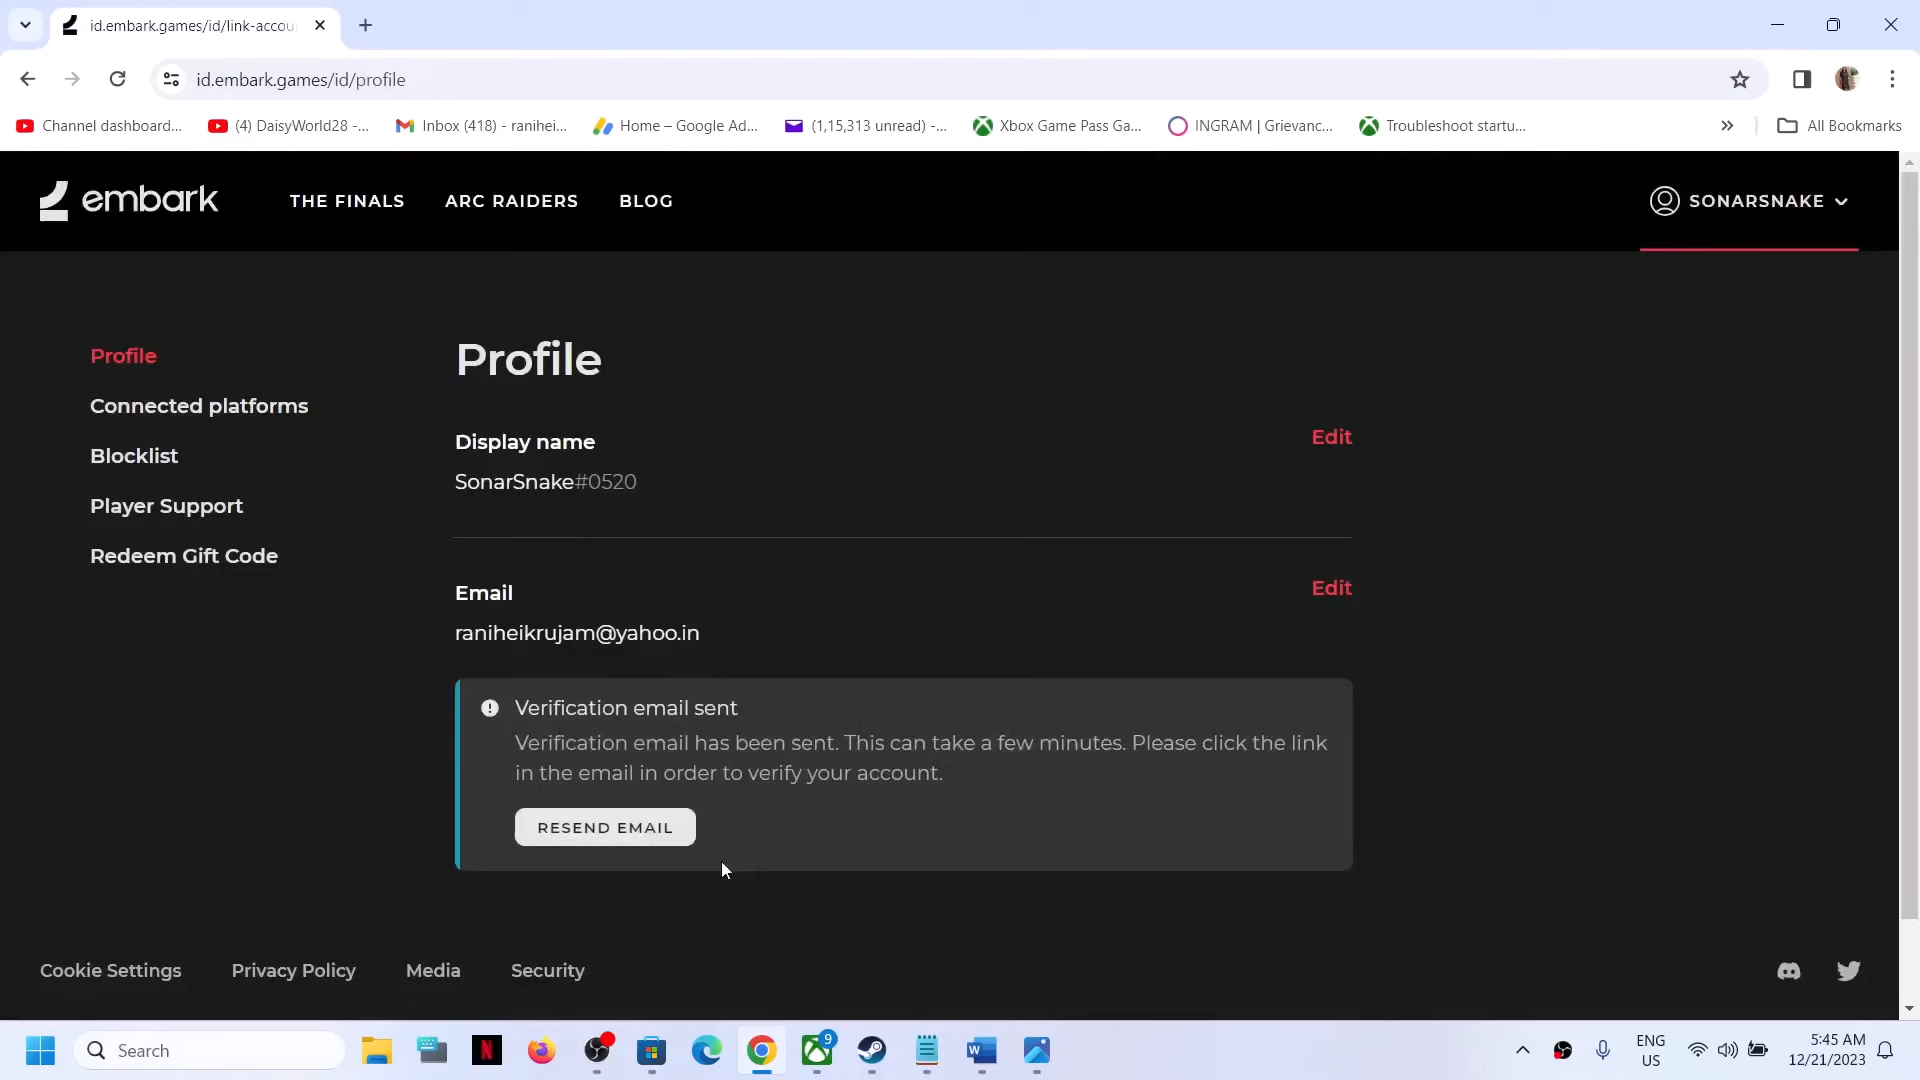 id.embark.games/id/link-accou
id.embark.games/id/profile
Channel dashboard...
(4) DaisyWorld28 -...
Inbox (418) - ranihei...
Home – Google Ad...
(1,15,313 unread) -...
Xbox Game Pass Ga...
INGRAM | Grievanc...
Troubleshoot startu...
All Bookmarks
embark
THE FINALS
ARC RAIDERS
BLOG
SONARSNAKE
Profile
Connected platforms
Blocklist
Player Support
Redeem Gift Code
Profile
Display name
Edit
SonarSnake#0520
Email
Edit
raniheikrujam@yahoo.in
Verification email sent
Verification email has been sent. This can take a few minutes. Please click the link
in the email in order to verify your account.
RESEND EMAIL
Cookie Settings
Privacy Policy
Media
Security
Search
9
ENG
US
5:45 AM
12/21/2023